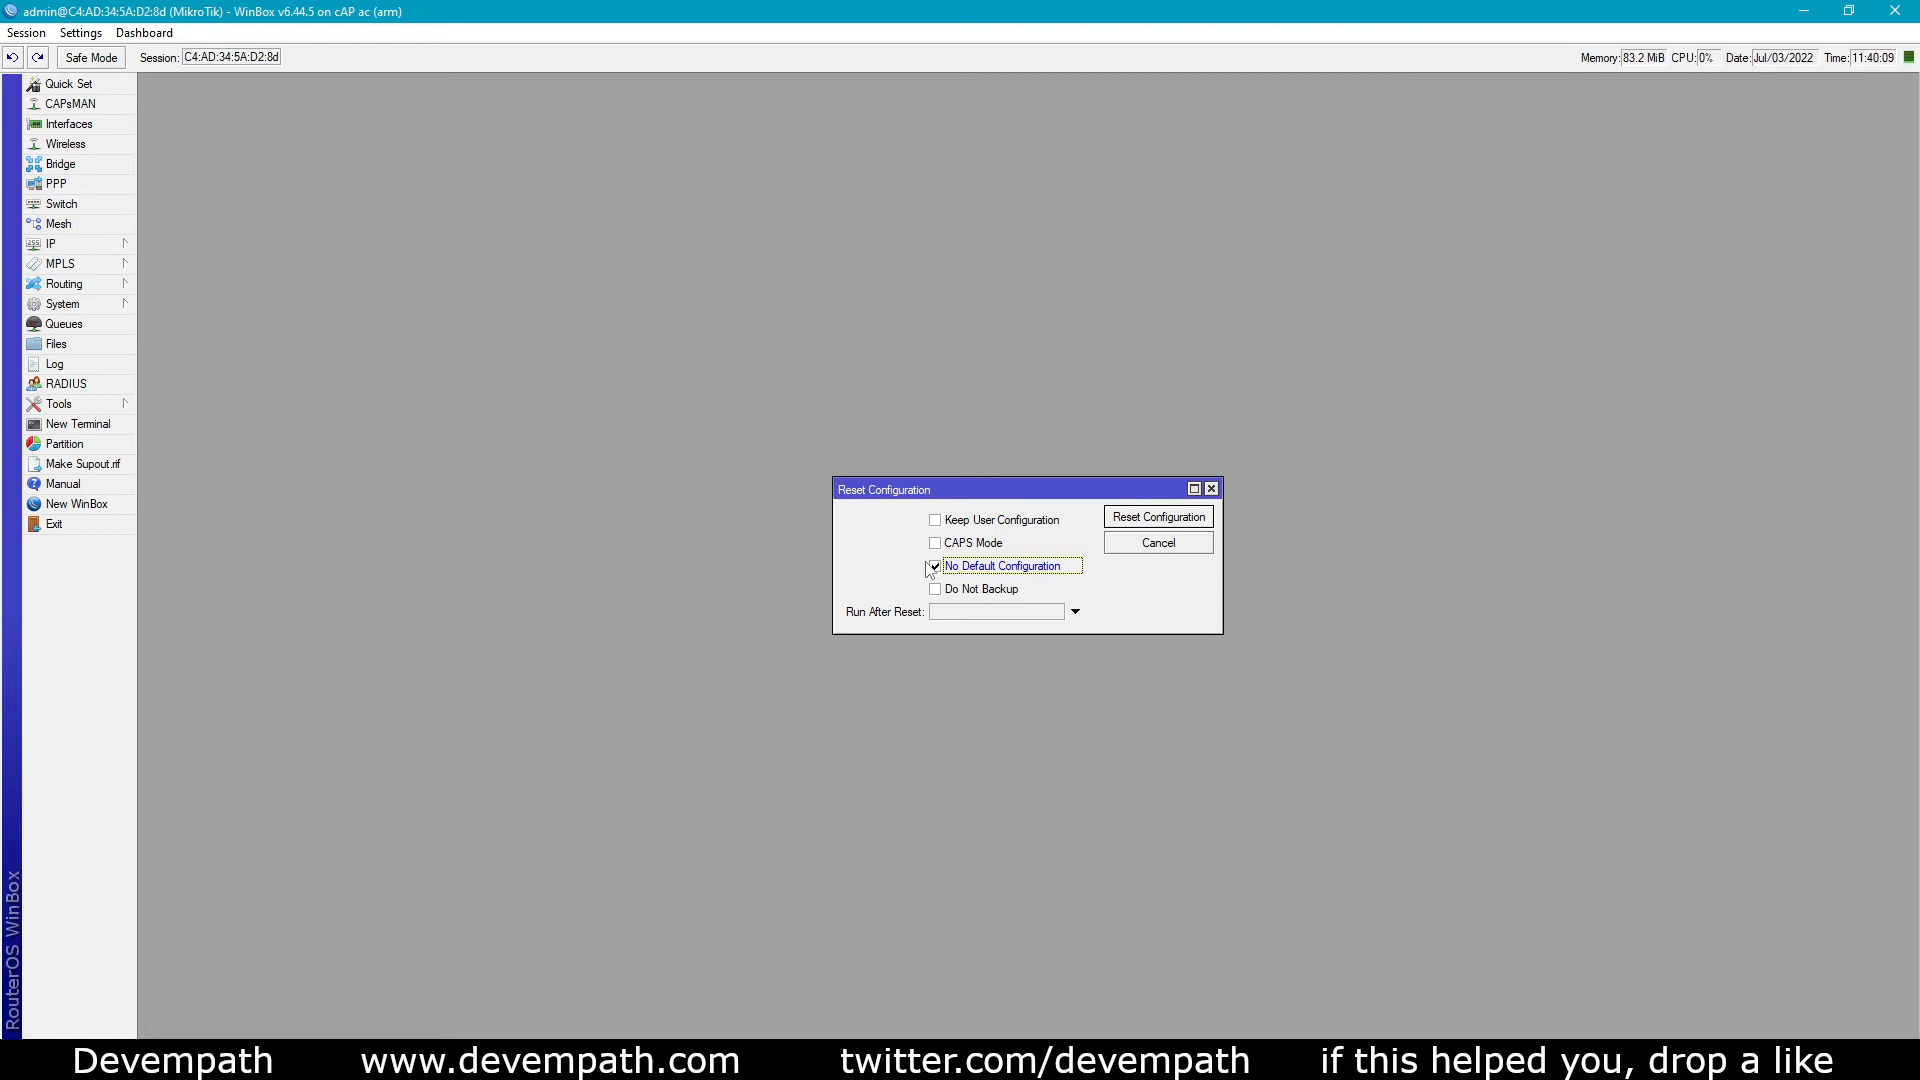 admin@C4:AD:34:5A:D2:8d (MikroTik) - WinBox v6.44.5 on cAP ac (arm)
Session Settings Dashboard
Safe Mode Session: C4:AD:34:5A:D2:8d Memory: 83.2 MiB CPU: 0% Date: Jul/03/2022 Time: 11:40:09
Quick Set
CAPsMAN
Interfaces
Wireless
Bridge
PPP
Switch
Mesh
IP
MPLS
Routing
System
Queues
Files
Log
RADIUS
Tools
New Terminal
Partition
Make Supout.rif
Manual
New WinBox
Exit
RouterOS WinBox
Reset Configuration
Keep User Configuration
CAPS Mode
No Default Configuration
Do Not Backup
Run After Reset:
Reset Configuration
Cancel
Devempath www.devempath.com twitter.com/devempath if this helped you, drop a like